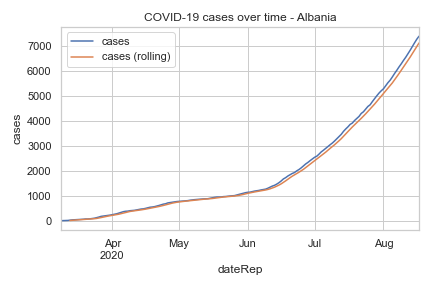 COVID-19 cases over time - Albania
cases
cases (rolling)
7000
6000
5000
4000
3000
2000
1000
0
cases
Apr
2020
May
Jun
Jul
Aug
dateRep